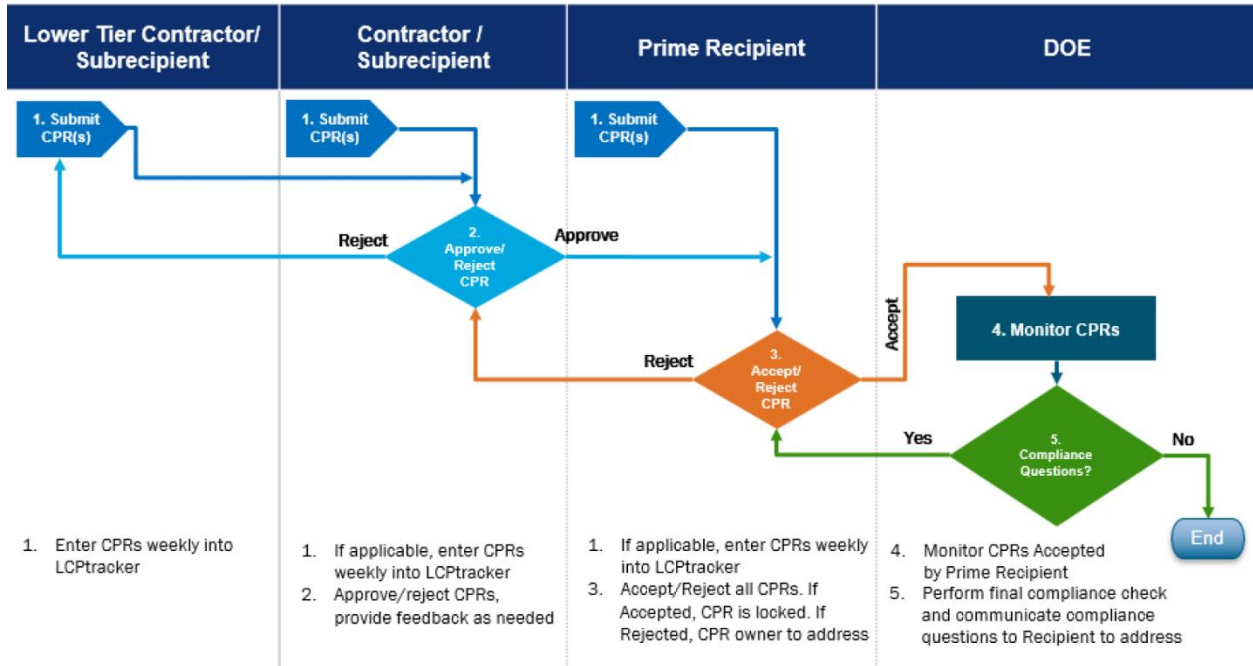 Lower Tier Contractor/
Subrecipient
Contractor /
Subrecipient
Prime Recipient
DOE
1. Submit
CPR(s)
1. Submit
CPR(s)
1. Submit
CPR(s)
Reject
2.
Approve/
Reject
CPR
Approve
Reject
3.
Accept/
Reject
CPR
Accept
4. Monitor CPRs
Yes
5.
Compliance
Questions?
No
End
1. Enter CPRs weekly into
LCPtracker
1. If applicable, enter CPRs
weekly into LCPtracker
2. Approve/reject CPRs,
provide feedback as needed
1. If applicable, enter CPRs weekly
into LCPtracker
3. Accept/Reject all CPRs. If
Accepted, CPR is locked. If
Rejected, CPR owner to address
4. Monitor CPRs Accepted
by Prime Recipient
5. Perform final compliance check
and communicate compliance
questions to Recipient to address